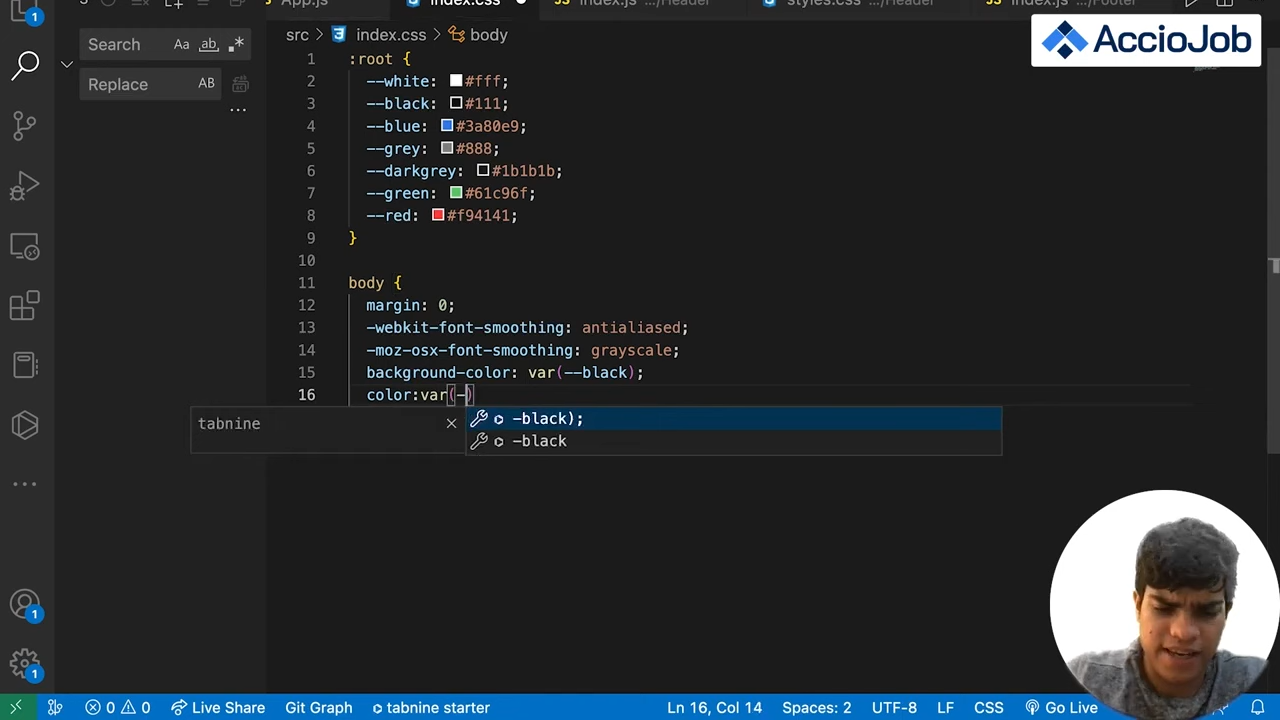 1
App.js
index.css
index.js .../Header
styles.css .../Header
index.js .../Footer
AccioJob
Search
Aa
ab
.*
Replace
AB
...
src > index.css > body
1 :root {
2 --white: #fff;
3 --black: #111;
4 --blue: #3a80e9;
5 --grey: #888;
6 --darkgrey: #1b1b1b;
7 --green: #61c96f;
8 --red: #f94141;
9 }
10
11 body {
12 margin: 0;
13 -webkit-font-smoothing: antialiased;
14 -moz-osx-font-smoothing: grayscale;
15 background-color: var(--black);
16 color:var(-)
tabnine
-black);
-black
...
1
1
0 0
Live Share
Git Graph
tabnine starter
Ln 16, Col 14
Spaces: 2
UTF-8
LF
CSS
Go Live